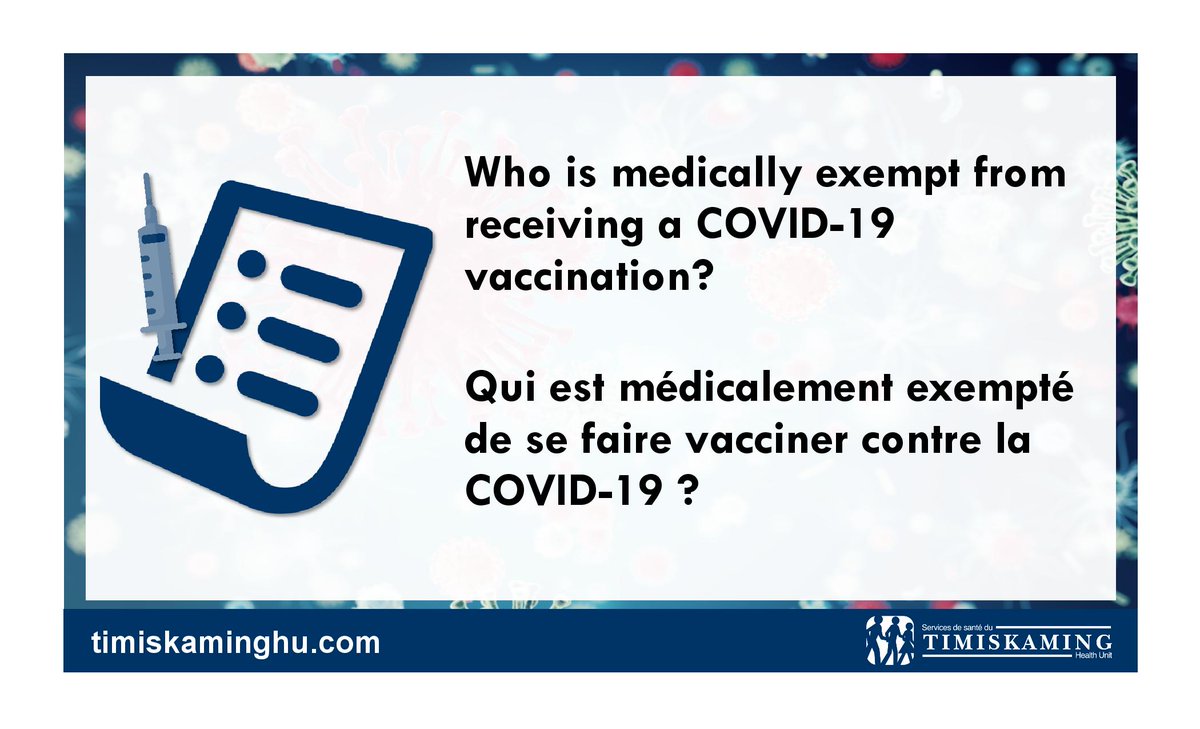 Who is medically exempt from
receiving a COVID-19
vaccination?
Qui est médicalement exempté
de se faire vacciner contre la
COVID-19 ?
timiskaminghu.com
Services de santé du
TIMISKAMING
Health Unit